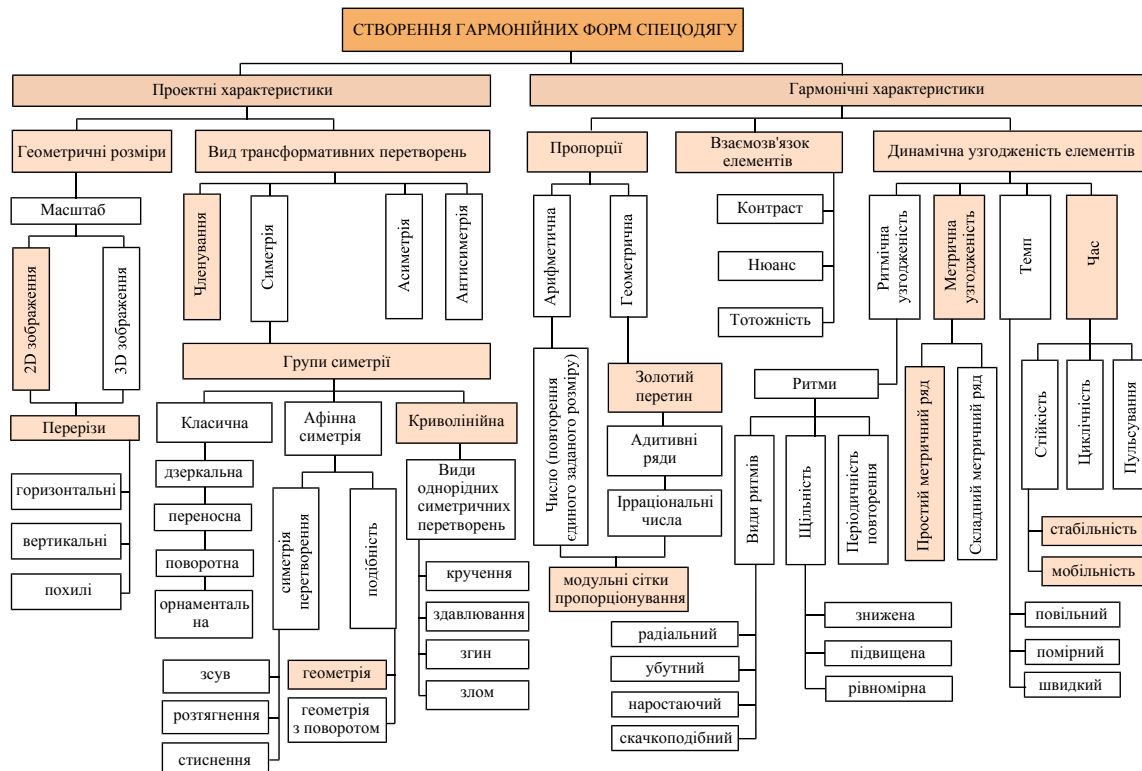 СТВОРЕННЯ ГАРМОНІЙНИХ ФОРМ СПЕЦОДЯГУ
Проектні характеристики
Гармонічні характеристики
Геометричні розміри
Вид трансформативних перетворень
Пропорції
Взаємозв'язок
елементів
Динамічна узгодженість елементів
Масштаб
2D зображення
3D зображення
Перерізи
горизонтальні
вертикальні
похилі
Членування
Симетрія
Асиметрія
Антисиметрія
Групи симетрії
Класична
дзеркальна
переносна
поворотна
орнаменталь
на
Афінна
симетрія
симетрія
перетворення
подібність
зсув
розтягнення
стиснення
геометрія
геометрія
з поворотом
Криволінійна
Види
однорідних
симетричних
перетворень
кручення
здавлювання
згин
злом
Арифметична
Геометрична
Число (повторення
єдиного заданого розміру)
Золотий
перетин
Адитивні
ряди
Ірраціональні
числа
модульні сітки
пропорціонування
Контраст
Нюанс
Тотожність
Ритмічна
узгодженість
Метрична
узгодженість
Темп
Час
Ритми
Види ритмів
Щільність
Періодичність
повторення
радіальний
убутний
наростаючий
скачкоподібний
знижена
підвищена
рівномірна
Простий метричний ряд
Складний метричний ряд
Стійкість
Циклічність
Пульсування
стабільність
мобільність
повільний
помірний
швидкий